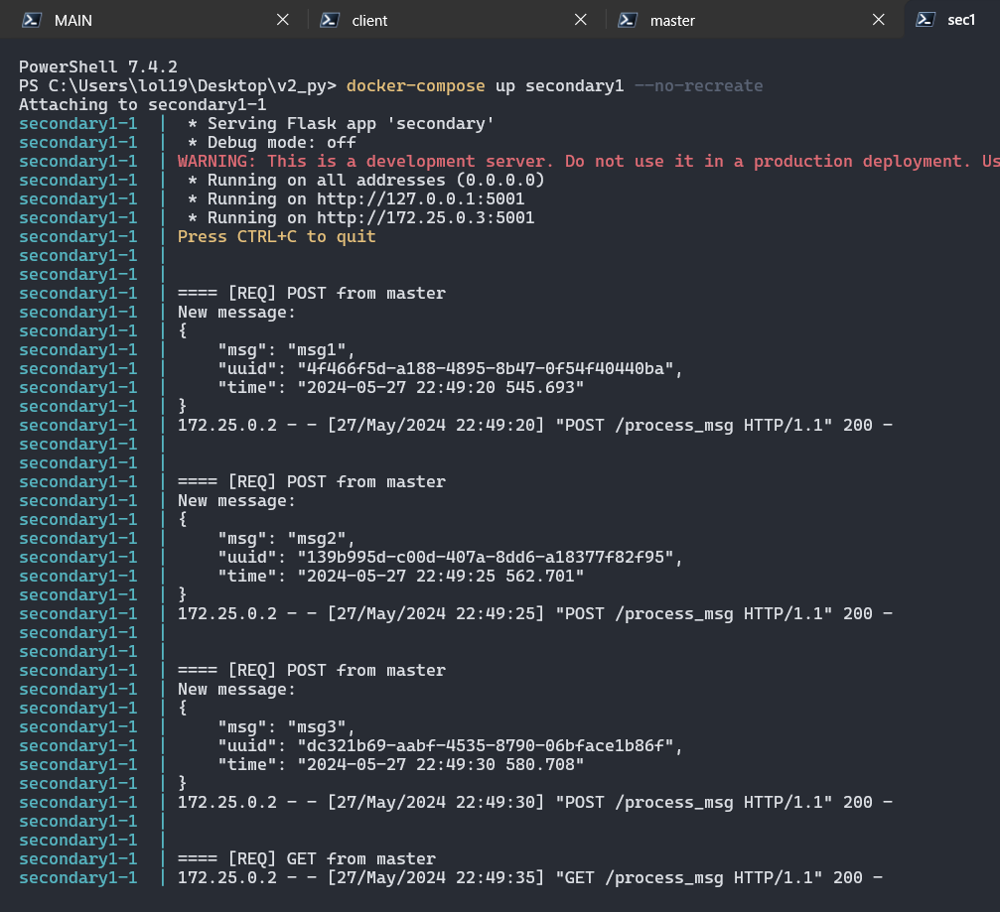 MAIN
client
master
sec1
PowerShell 7.4.2
PS C:\Users\lol19\Desktop\v2_py> docker-compose up secondary1 --no-recreate
Attaching to secondary1-1
secondary1-1  |  * Serving Flask app 'secondary'
secondary1-1  |  * Debug mode: off
secondary1-1  | WARNING: This is a development server. Do not use it in a production deployment. Us
secondary1-1  |  * Running on all addresses (0.0.0.0)
secondary1-1  |  * Running on http://127.0.0.1:5001
secondary1-1  |  * Running on http://172.25.0.3:5001
secondary1-1  | Press CTRL+C to quit
secondary1-1  |
secondary1-1  |
secondary1-1  | ==== [REQ] POST from master
secondary1-1  | New message:
secondary1-1  | {
secondary1-1  |     "msg": "msg1",
secondary1-1  |     "uuid": "4f466f5d-a188-4895-8b47-0f54f40440ba",
secondary1-1  |     "time": "2024-05-27 22:49:20 545.693"
secondary1-1  | }
secondary1-1  | 172.25.0.2 - - [27/May/2024 22:49:20] "POST /process_msg HTTP/1.1" 200 -
secondary1-1  |
secondary1-1  |
secondary1-1  | ==== [REQ] POST from master
secondary1-1  | New message:
secondary1-1  | {
secondary1-1  |     "msg": "msg2",
secondary1-1  |     "uuid": "139b995d-c00d-407a-8dd6-a18377f82f95",
secondary1-1  |     "time": "2024-05-27 22:49:25 562.701"
secondary1-1  | }
secondary1-1  | 172.25.0.2 - - [27/May/2024 22:49:25] "POST /process_msg HTTP/1.1" 200 -
secondary1-1  |
secondary1-1  |
secondary1-1  | ==== [REQ] POST from master
secondary1-1  | New message:
secondary1-1  | {
secondary1-1  |     "msg": "msg3",
secondary1-1  |     "uuid": "dc321b69-aabf-4535-8790-06bface1b86f",
secondary1-1  |     "time": "2024-05-27 22:49:30 580.708"
secondary1-1  | }
secondary1-1  | 172.25.0.2 - - [27/May/2024 22:49:30] "POST /process_msg HTTP/1.1" 200 -
secondary1-1  |
secondary1-1  |
secondary1-1  | ==== [REQ] GET from master
secondary1-1  | 172.25.0.2 - - [27/May/2024 22:49:35] "GET /process_msg HTTP/1.1" 200 -